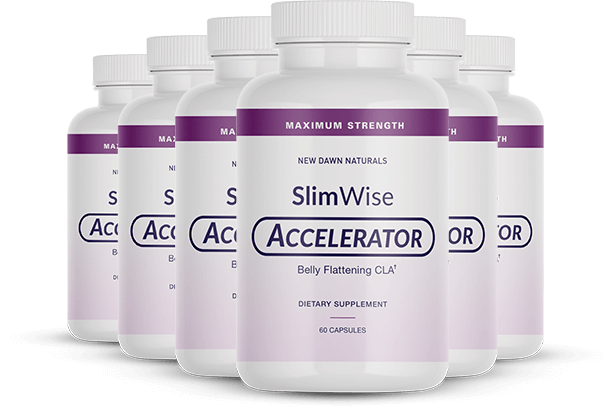 MAXIMUM STRENGTH
NEW DAWN NATURALS
SlimWise
ACCELERATOR
Belly Flattening CLA†
DIETARY SUPPLEMENT
60 CAPSULES